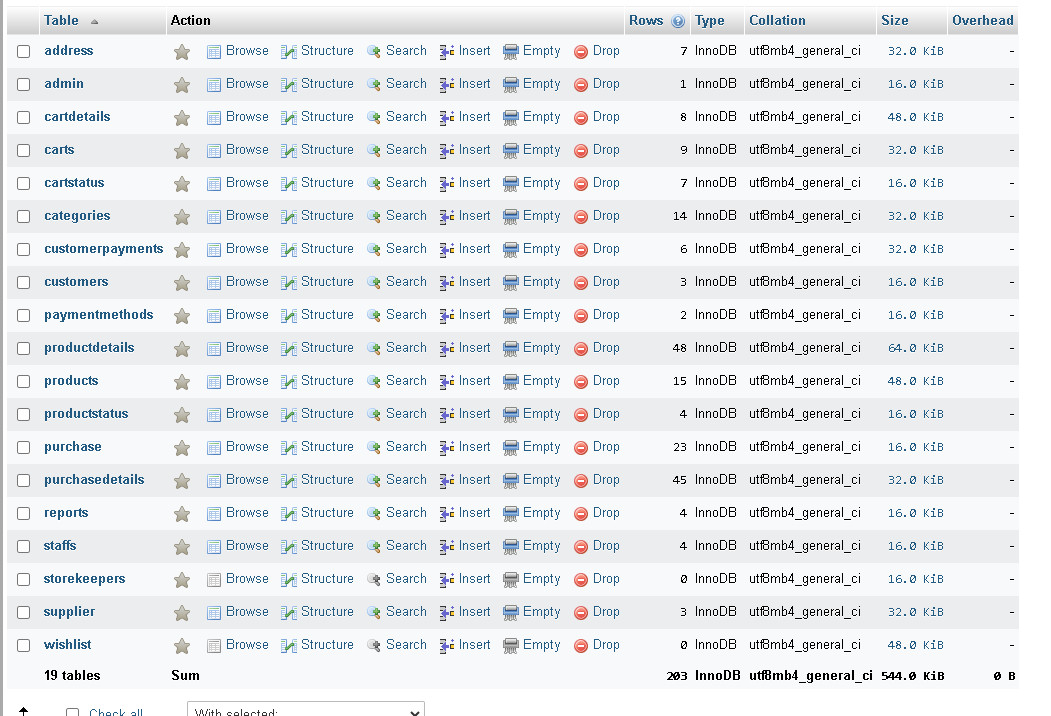 Table Action Rows Type Collation Size Overhead
address Browse Structure Search Insert Empty Drop 7 InnoDB utf8mb4_general_ci 32.0 KiB -
admin Browse Structure Search Insert Empty Drop 1 InnoDB utf8mb4_general_ci 16.0 KiB -
cartdetails Browse Structure Search Insert Empty Drop 8 InnoDB utf8mb4_general_ci 48.0 KiB -
carts Browse Structure Search Insert Empty Drop 9 InnoDB utf8mb4_general_ci 32.0 KiB -
cartstatus Browse Structure Search Insert Empty Drop 7 InnoDB utf8mb4_general_ci 16.0 KiB -
categories Browse Structure Search Insert Empty Drop 14 InnoDB utf8mb4_general_ci 32.0 KiB -
customerpayments Browse Structure Search Insert Empty Drop 6 InnoDB utf8mb4_general_ci 32.0 KiB -
customers Browse Structure Search Insert Empty Drop 3 InnoDB utf8mb4_general_ci 16.0 KiB -
paymentmethods Browse Structure Search Insert Empty Drop 2 InnoDB utf8mb4_general_ci 16.0 KiB -
productdetails Browse Structure Search Insert Empty Drop 48 InnoDB utf8mb4_general_ci 64.0 KiB -
products Browse Structure Search Insert Empty Drop 15 InnoDB utf8mb4_general_ci 48.0 KiB -
productstatus Browse Structure Search Insert Empty Drop 4 InnoDB utf8mb4_general_ci 16.0 KiB -
purchase Browse Structure Search Insert Empty Drop 23 InnoDB utf8mb4_general_ci 16.0 KiB -
purchasedetails Browse Structure Search Insert Empty Drop 45 InnoDB utf8mb4_general_ci 32.0 KiB -
reports Browse Structure Search Insert Empty Drop 4 InnoDB utf8mb4_general_ci 16.0 KiB -
staffs Browse Structure Search Insert Empty Drop 4 InnoDB utf8mb4_general_ci 16.0 KiB -
storekeepers Browse Structure Search Insert Empty Drop 0 InnoDB utf8mb4_general_ci 16.0 KiB -
supplier Browse Structure Search Insert Empty Drop 3 InnoDB utf8mb4_general_ci 32.0 KiB -
wishlist Browse Structure Search Insert Empty Drop 0 InnoDB utf8mb4_general_ci 48.0 KiB -
19 tables Sum 203 InnoDB utf8mb4_general_ci 544.0 KiB 0 B
Check all With selected: